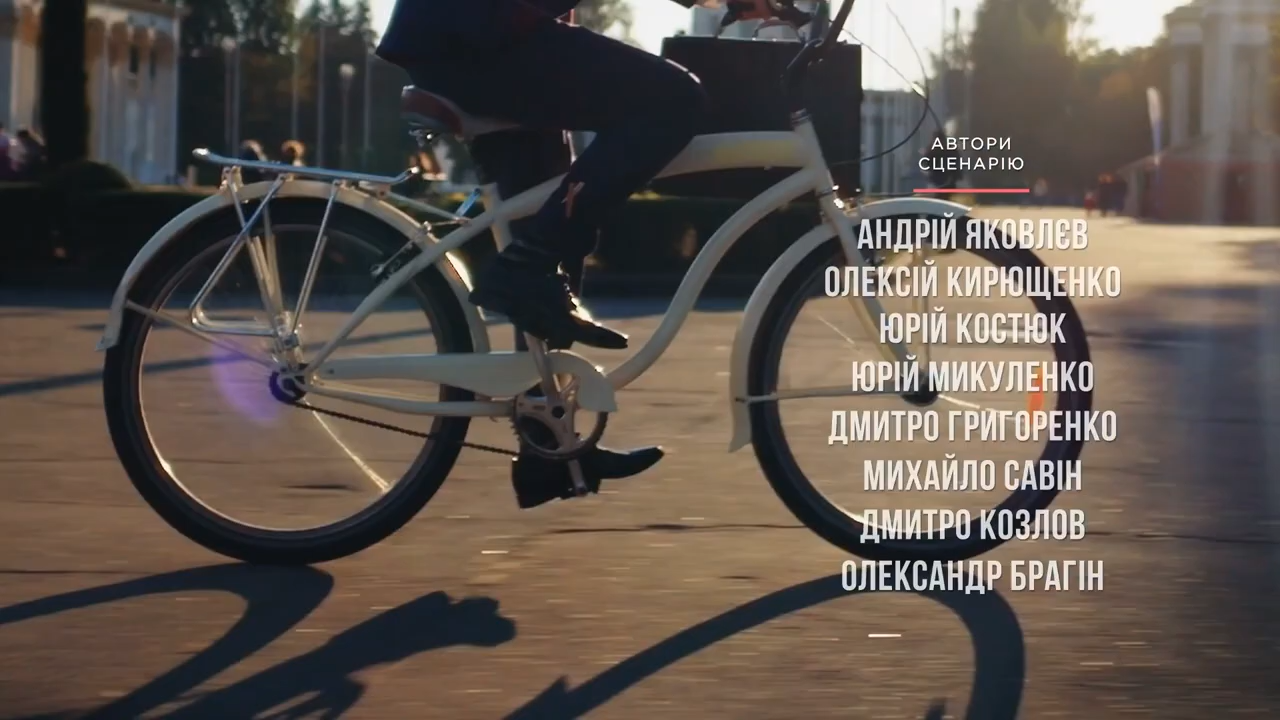 АВТОРИ
СЦЕНАРІЮ
АНДРІЙ ЯКОВЛЄВ
ОЛЕКСІЙ КИРЮЩЕНКО
ЮРІЙ КОСТЮК
ЮРІЙ МИКУЛЕНКО
ДМИТРО ГРИГОРЕНКО
МИХАЙЛО САВІН
ДМИТРО КОЗЛОВ
ОЛЕКСАНДР БРАГІН